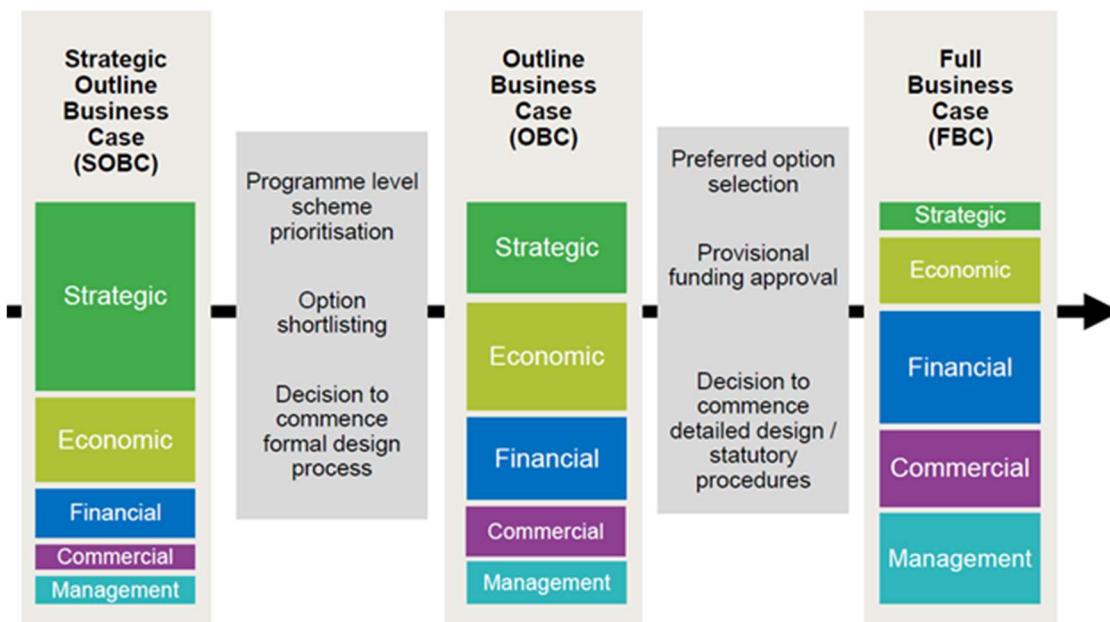 Strategic
Outline
Business
Case
(SOBC)
Strategic
Economic
Financial
Commercial
Management
Programme level
scheme
prioritisation
Option
shortlisting
Decision to
commence
formal design
process
Outline
Business
Case
(OBC)
Strategic
Economic
Financial
Commercial
Management
Preferred option
selection
Provisional
funding approval
Decision to
commence
detailed design /
statutory
procedures
Full
Business
Case
(FBC)
Strategic
Economic
Financial
Commercial
Management